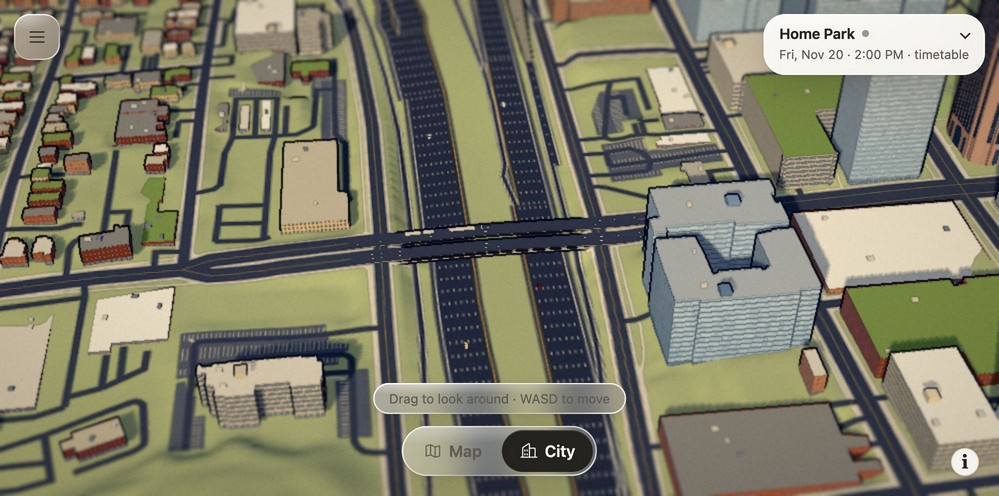 Home Park
Fri, Nov 20 · 2:00 PM · timetable
Drag to look around · WASD to move
Map
City
i